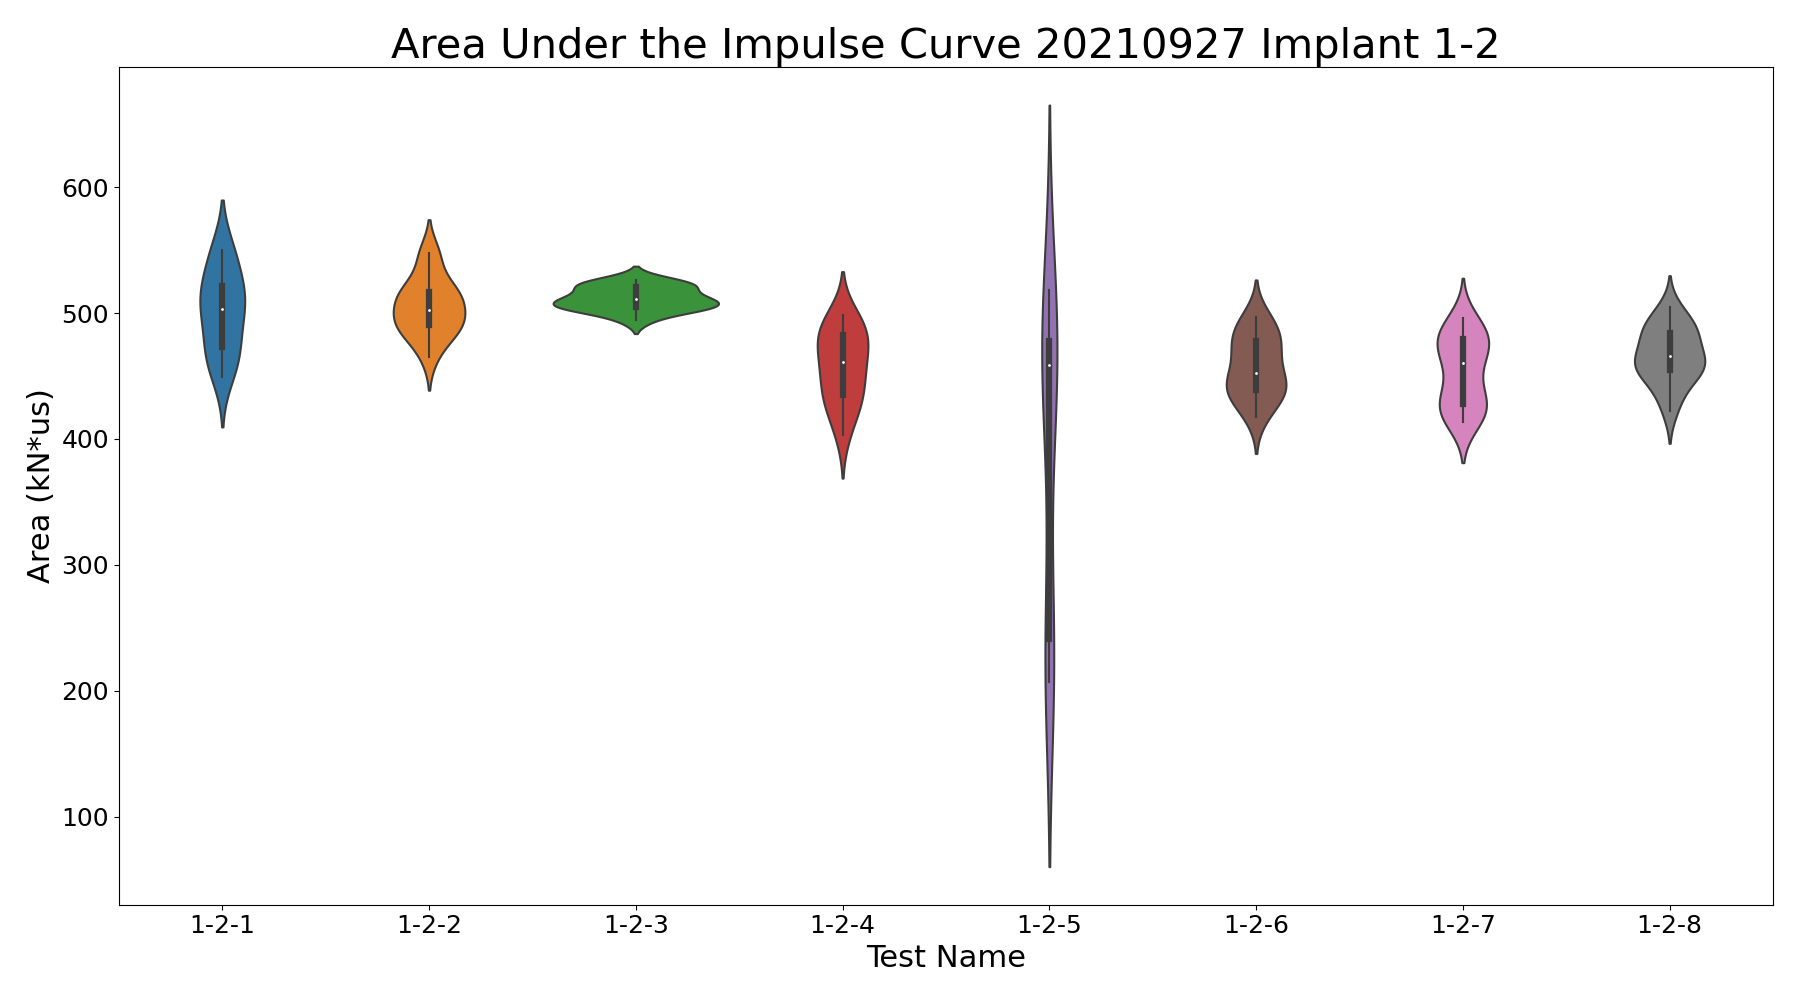 Area Under the Impulse Curve 20210927 Implant 1-2
Area (kN*us)
600
500
400
300
200
100
1-2-1 1-2-2 1-2-3 1-2-4 1-2-5 1-2-6 1-2-7 1-2-8
Test Name